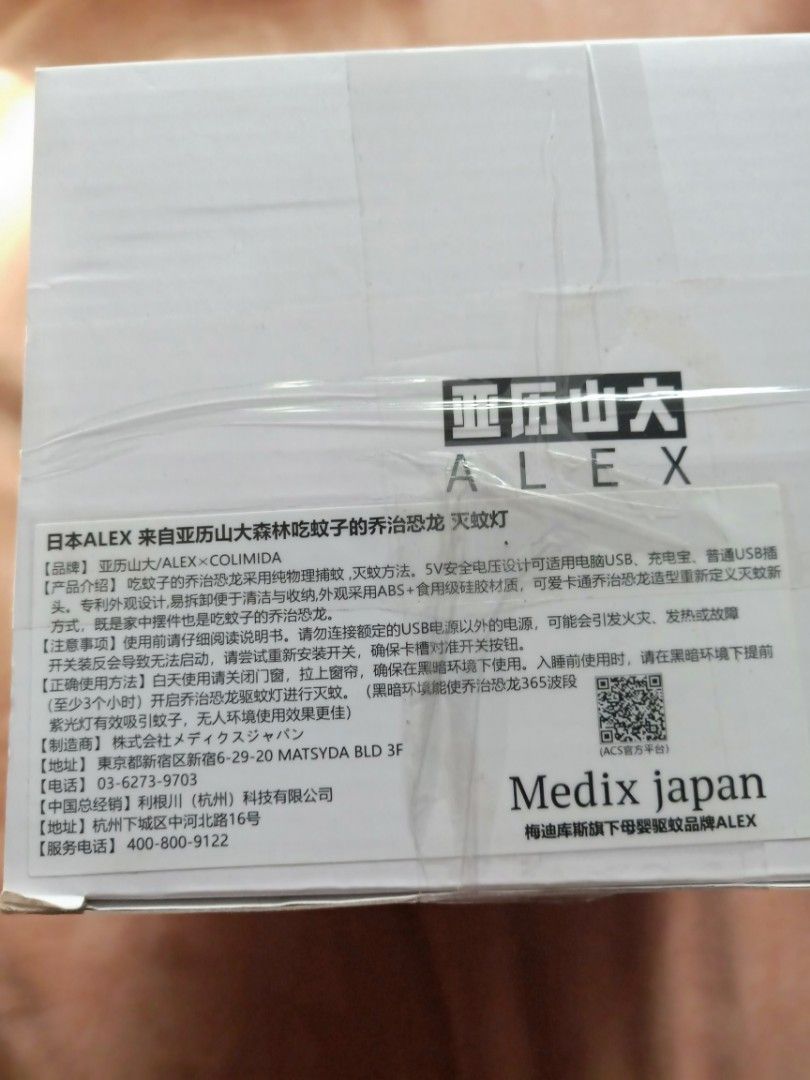 亚历山大
ALEX
日本ALEX 来自亚历山大森林吃蚊子的乔治恐龙 灭蚊灯
【品牌】 亚历山大/ALEX×COLIMIDA
【产品介绍】 吃蚊子的乔治恐龙采用纯物理捕蚊 ,灭蚊方法。5V安全电压设计可适用电脑USB、充电宝、普通USB插
头。专利外观设计,易拆卸便于清洁与收纳,外观采用ABS+食用级硅胶材质，可爱卡通乔治恐龙造型重新定义灭蚊新
方式，既是家中摆件也是吃蚊子的乔治恐龙。
【注意事项】使用前请仔细阅读说明书。请勿连接额定的USB电源以外的电源，可能会引发火灾、发热或故障
开关装反会导致无法启动，请尝试重新安装开关，确保卡槽对准开关按钮。
【正确使用方法】白天使用请关闭门窗，拉上窗帘，确保在黑暗环境下使用。入睡前使用时，请在黑暗环境下提前
（至少3个小时）开启乔治恐龙驱蚊灯进行灭蚊。（黑暗环境能使乔治恐龙365波段
紫光灯有效吸引蚊子，无人环境使用效果更佳）
【制造商】 株式会社メディクスジャパン
【地址】 東京都新宿区新宿6-29-20 MATSYDA BLD 3F
【电话】 03-6273-9703
【中国总经销】利根川（杭州）科技有限公司
【地址】杭州下城区中河北路16号
【服务电话】 400-800-9122
(ACS官方平台)
Medix japan
梅迪库斯旗下母婴驱蚊品牌ALEX